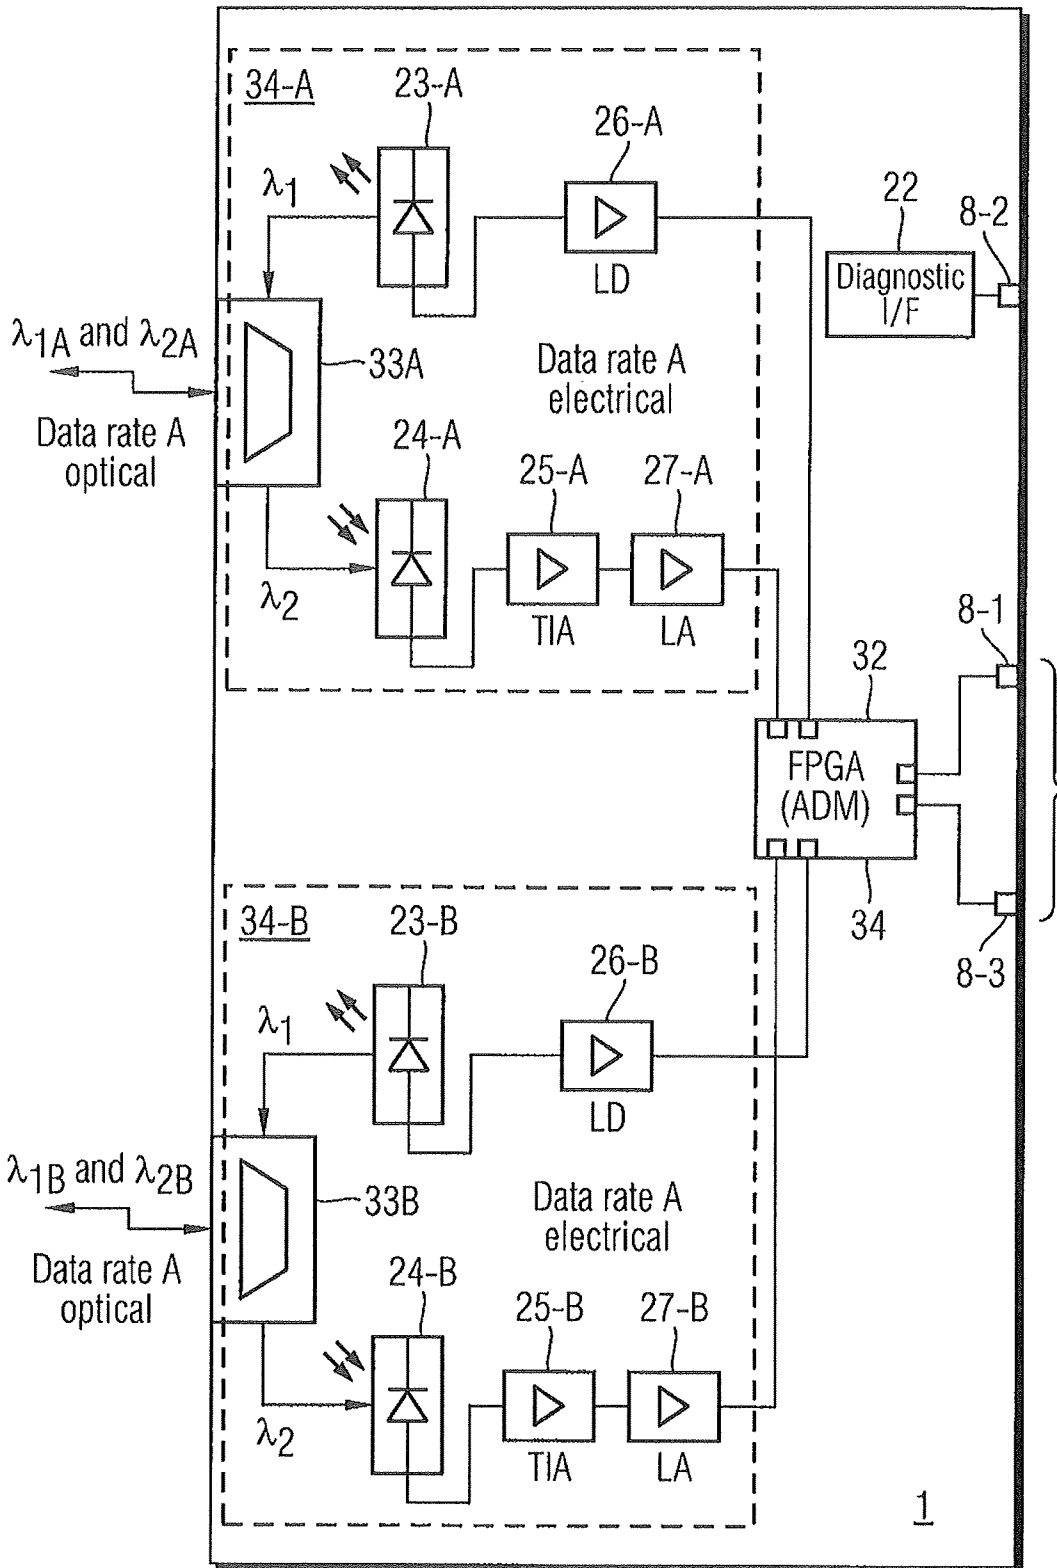 34-A
23-A
26-A
λ1
22
8-2
Diagnostic
I/F
LD
λ1A and λ2A
33A
Data rate A
electrical
Data rate A
optical
24-A
25-A
27-A
λ2
TIA
LA
8-1
32
FPGA
(ADM)
34
8-3
34-B
23-B
26-B
λ1
LD
λ1B and λ2B
33B
Data rate A
electrical
Data rate A
optical
24-B
25-B
27-B
λ2
TIA
LA
1